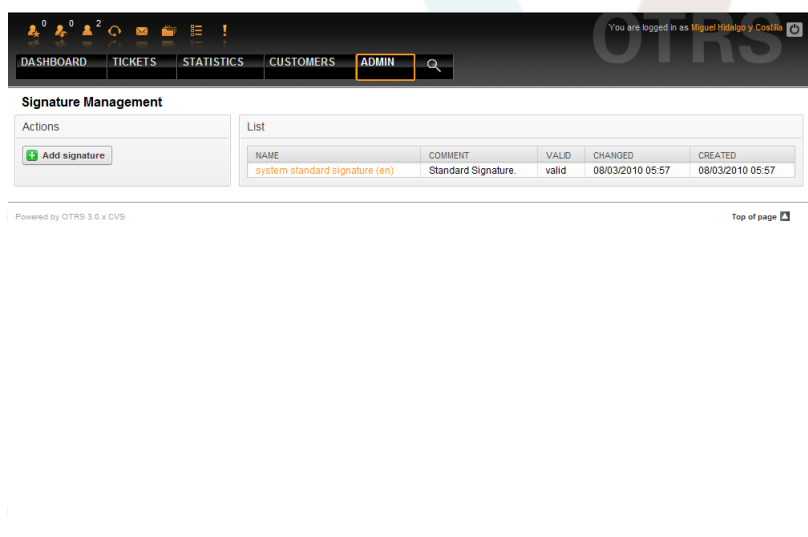 0 0 2
You are logged in as Miguel Hidalgo y Costilla
OTRS
DASHBOARD TICKETS STATISTICS CUSTOMERS ADMIN
Signature Management
Actions
Add signature
List
NAME COMMENT VALID CHANGED CREATED
system standard signature (en) Standard Signature. valid 08/03/2010 05:57 08/03/2010 05:57
Powered by OTRS 3.0.x CVS
Top of page